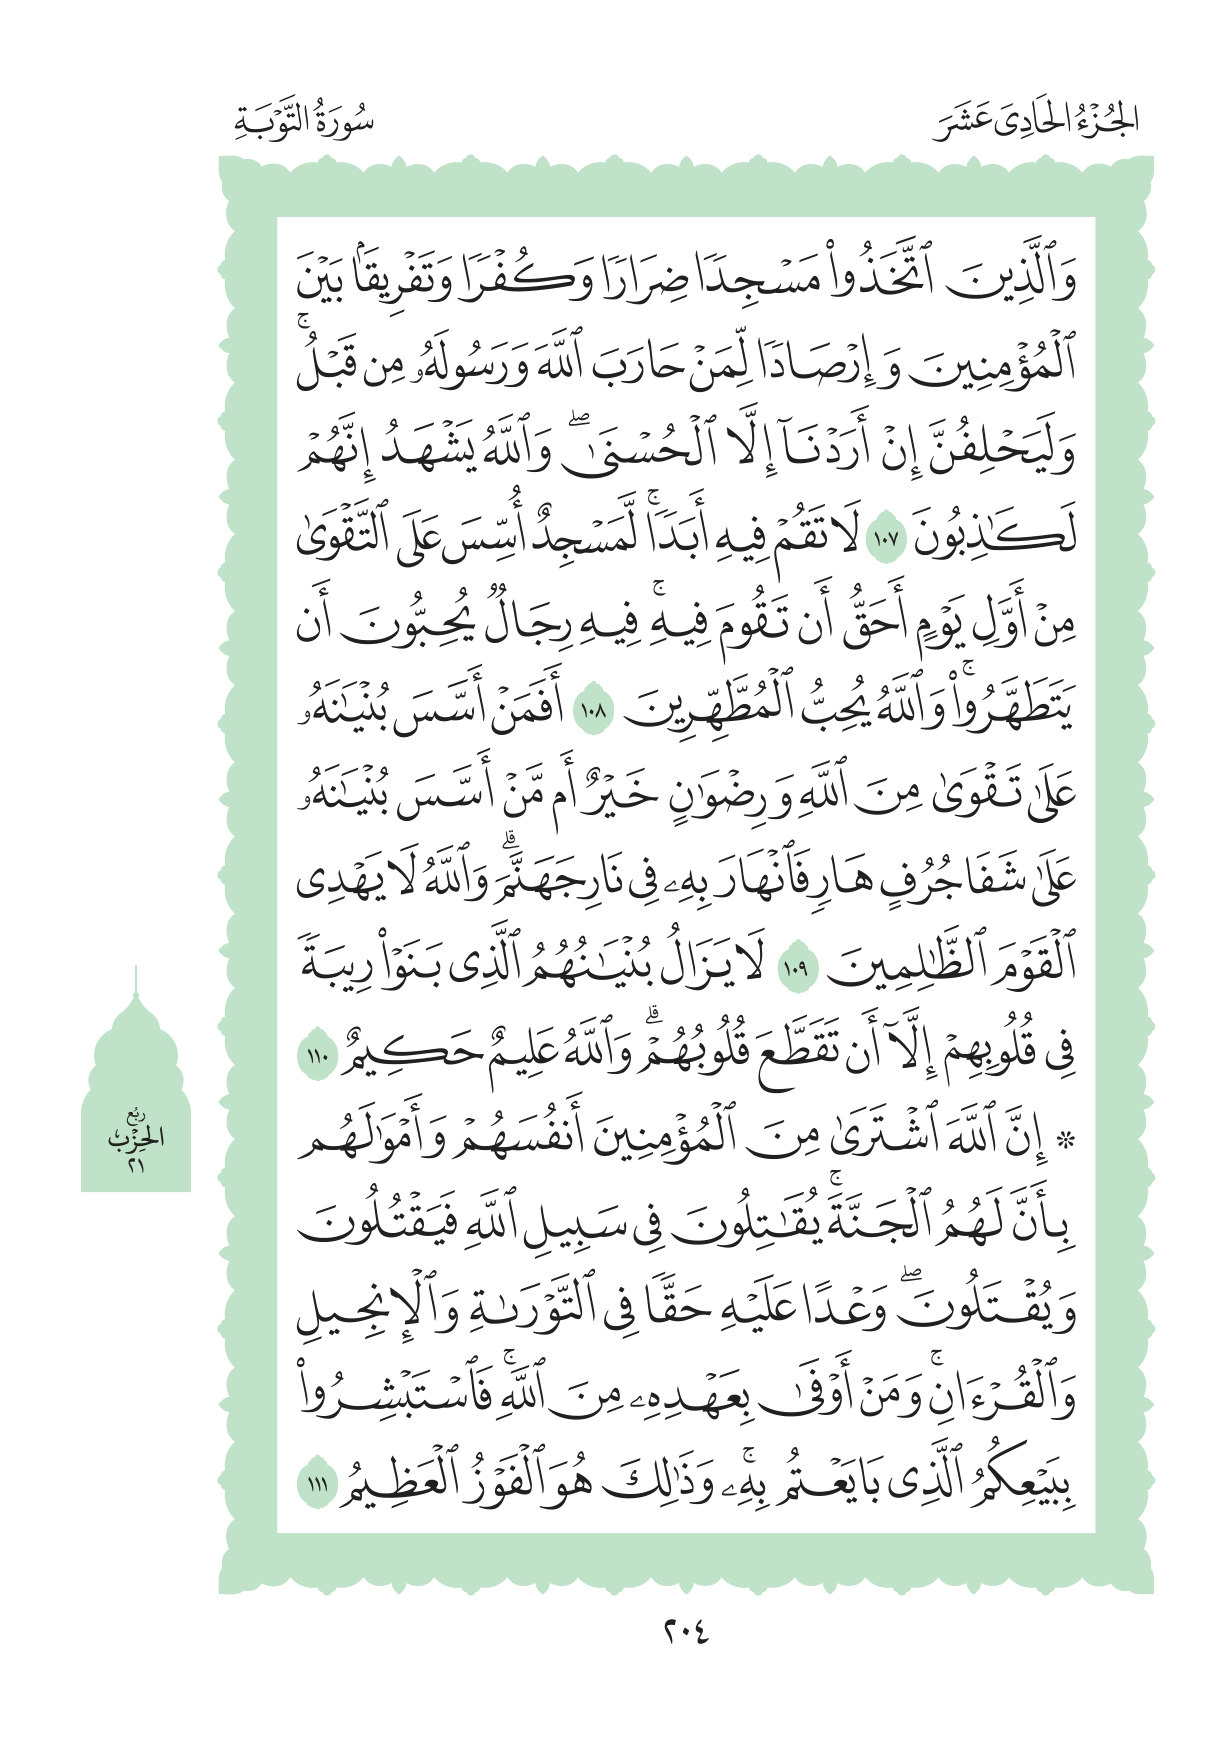 الجُزْءُ الحَادِيَ عَشَرَ
سُورَةُ التَّوْبَةِ
وَٱلَّذِينَ ٱتَّخَذُوا۟ مَسْجِدًا ضِرَارًا وَكُفْرًا وَتَفْرِيقًۢا بَيْنَ
ٱلْمُؤْمِنِينَ وَإِرْصَادًا لِّمَنْ حَارَبَ ٱللَّهَ وَرَسُولَهُۥ مِن قَبْلُ ۚ
وَلَيَحْلِفُنَّ إِنْ أَرَدْنَآ إِلَّا ٱلْحُسْنَىٰ ۖ وَٱللَّهُ يَشْهَدُ إِنَّهُمْ
لَكَـٰذِبُونَ ١٠٧ لَا تَقُمْ فِيهِ أَبَدًا ۚ لَّمَسْجِدٌ أُسِّسَ عَلَى ٱلتَّقْوَىٰ
مِنْ أَوَّلِ يَوْمٍ أَحَقُّ أَن تَقُومَ فِيهِ ۚ فِيهِ رِجَالٌ يُحِبُّونَ أَن
يَتَطَهَّرُوا۟ ۚ وَٱللَّهُ يُحِبُّ ٱلْمُطَّهِّرِينَ ١٠٨ أَفَمَنْ أَسَّسَ بُنْيَـٰنَهُۥ
عَلَىٰ تَقْوَىٰ مِنَ ٱللَّهِ وَرِضْوَٰنٍ خَيْرٌ أَم مَّنْ أَسَّسَ بُنْيَـٰنَهُۥ
عَلَىٰ شَفَا جُرُفٍ هَارٍ فَٱنْهَارَ بِهِۦ فِى نَارِ جَهَنَّمَ ۗ وَٱللَّهُ لَا يَهْدِى
ٱلْقَوْمَ ٱلظَّـٰلِمِينَ ١٠٩ لَا يَزَالُ بُنْيَـٰنُهُمُ ٱلَّذِى بَنَوْا۟ رِيبَةً
فِى قُلُوبِهِمْ إِلَّآ أَن تَقَطَّعَ قُلُوبُهُمْ ۗ وَٱللَّهُ عَلِيمٌ حَكِيمٌ ١١٠
۞ إِنَّ ٱللَّهَ ٱشْتَرَىٰ مِنَ ٱلْمُؤْمِنِينَ أَنفُسَهُمْ وَأَمْوَٰلَهُم
بِأَنَّ لَهُمُ ٱلْجَنَّةَ ۚ يُقَـٰتِلُونَ فِى سَبِيلِ ٱللَّهِ فَيَقْتُلُونَ
وَيُقْتَلُونَ ۖ وَعْدًا عَلَيْهِ حَقًّا فِى ٱلتَّوْرَىٰةِ وَٱلْإِنجِيلِ
وَٱلْقُرْءَانِ ۚ وَمَنْ أَوْفَىٰ بِعَهْدِهِۦ مِنَ ٱللَّهِ ۚ فَٱسْتَبْشِرُوا۟
بِبَيْعِكُمُ ٱلَّذِى بَايَعْتُم بِهِۦ ۚ وَذَٰلِكَ هُوَ ٱلْفَوْزُ ٱلْعَظِيمُ ١١١
رُبُع
الحِزْب
٢١
٢٠٤